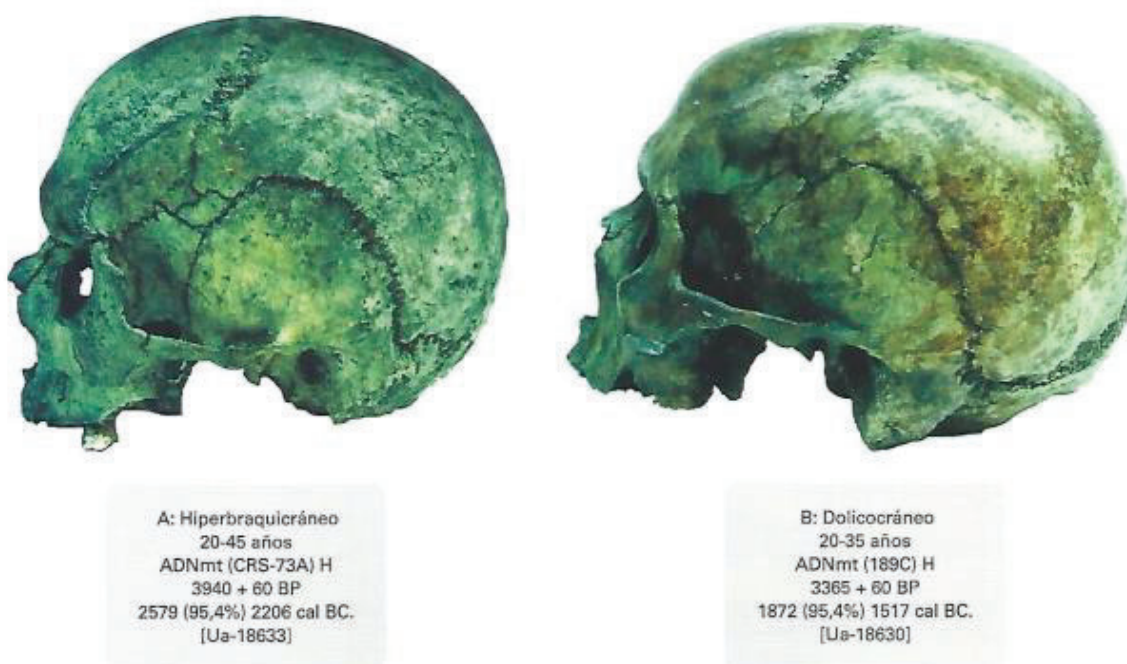 A: Hiperbraquicráneo
20-45 años
ADNmt (CRS-73A) H
3940 + 60 BP
2579 (95,4%) 2206 cal BC.
[Ua-18633]
B: Dolicocráneo
20-35 años
ADNmt (189C) H
3365 + 60 BP
1872 (95,4%) 1517 cal BC.
[Ua-18630]